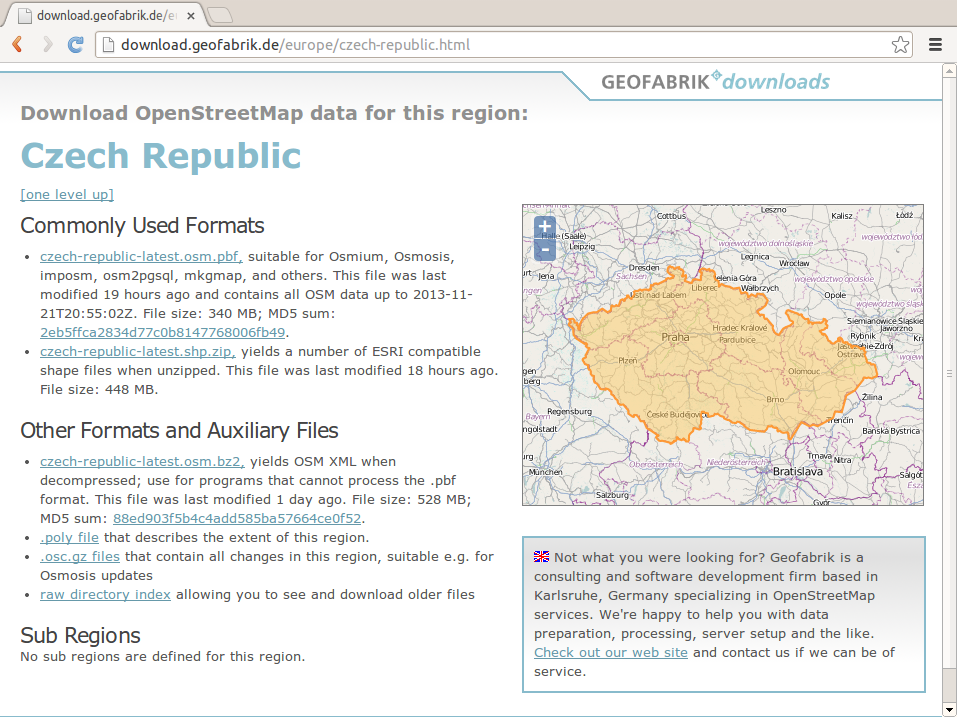 download.geofabrik.de/e
download.geofabrik.de/europe/czech-republic.html
GEOFABRIK downloads
Download OpenStreetMap data for this region:
Czech Republic
[one level up]
Commonly Used Formats
• czech-republic-latest.osm.pbf, suitable for Osmium, Osmosis,
imposm, osm2pgsql, mkgmap, and others. This file was last
modified 19 hours ago and contains all OSM data up to 2013-11-
21T20:55:02Z. File size: 340 MB; MD5 sum:
2eb5ffca2834d77c0b8147768006fb49.
• czech-republic-latest.shp.zip, yields a number of ESRI compatible
shape files when unzipped. This file was last modified 18 hours ago.
File size: 448 MB.
Other Formats and Auxiliary Files
• czech-republic-latest.osm.bz2, yields OSM XML when
decompressed; use for programs that cannot process the .pbf
format. This file was last modified 1 day ago. File size: 528 MB;
MD5 sum: 88ed903f5b4c4add585ba57664ce0f52.
• .poly file that describes the extent of this region.
• .osc.gz files that contain all changes in this region, suitable e.g. for
Osmosis updates
• raw directory index allowing you to see and download older files
Sub Regions
No sub regions are defined for this region.
+
-
Cottbus
Leszno
Kalisz
Łódź
Halle (Saale)
Leipzig
województwo dolnośląskie
Legnica
Wrocław
Jena
Sachsen
Dresden
Jelenia Góra
Wałbrzych
województwo opolskie
Opole
Ústí nad Labem
Liberec
Siemianowice Śląskie
Jaworzno
Rybnik
Jastrzębie-Zdrój
Ostrava
Praha
Hradec Králové
Pardubice
Plzeň
Olomouc
Brno
Žilina
Regensburg
České Budějovice
Trenčín
Banská Bystrica
Trnava
Nitra
München
Oberösterreich
Niederösterreich
Bratislava
Salzburg
Győr
Not what you were looking for? Geofabrik is a
consulting and software development firm based in
Karlsruhe, Germany specializing in OpenStreetMap
services. We're happy to help you with data
preparation, processing, server setup and the like.
Check out our web site and contact us if we can be of
service.